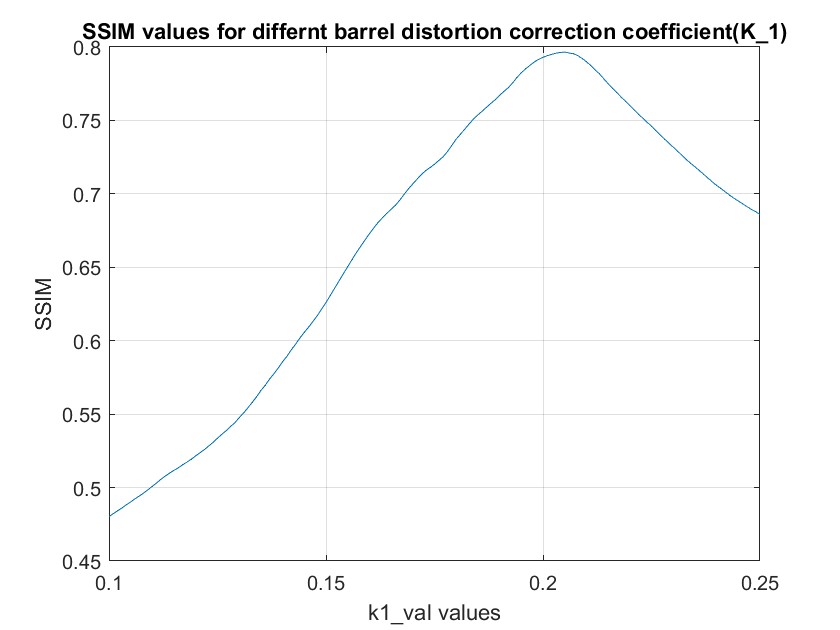 SSIM values for differnt barrel distortion correction coefficient(K_1)
0.8
0.75
0.7
0.65
0.6
0.55
0.5
0.45
SSIM
0.1 0.15 0.2 0.25
k1_val values